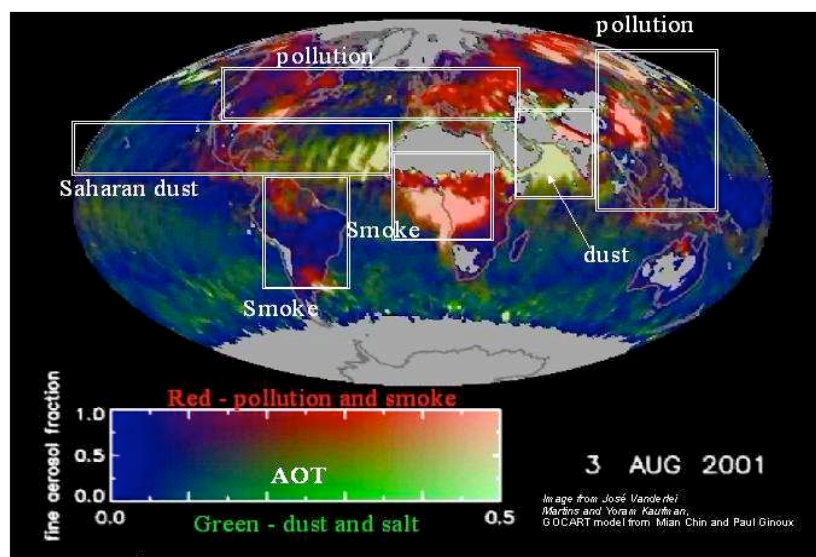 pollution
pollution
Saharan dust
Smoke
dust
Smoke
Red - pollution and smoke
fine aerosol fraction
1.0
0.5
0.0
AOT
0.0
0.5
Green - dust and salt
3 AUG 2001
Image from José Vanderlei
Martins and Yoram Kaufman,
GOCART model from Mian Chin and Paul Ginoux